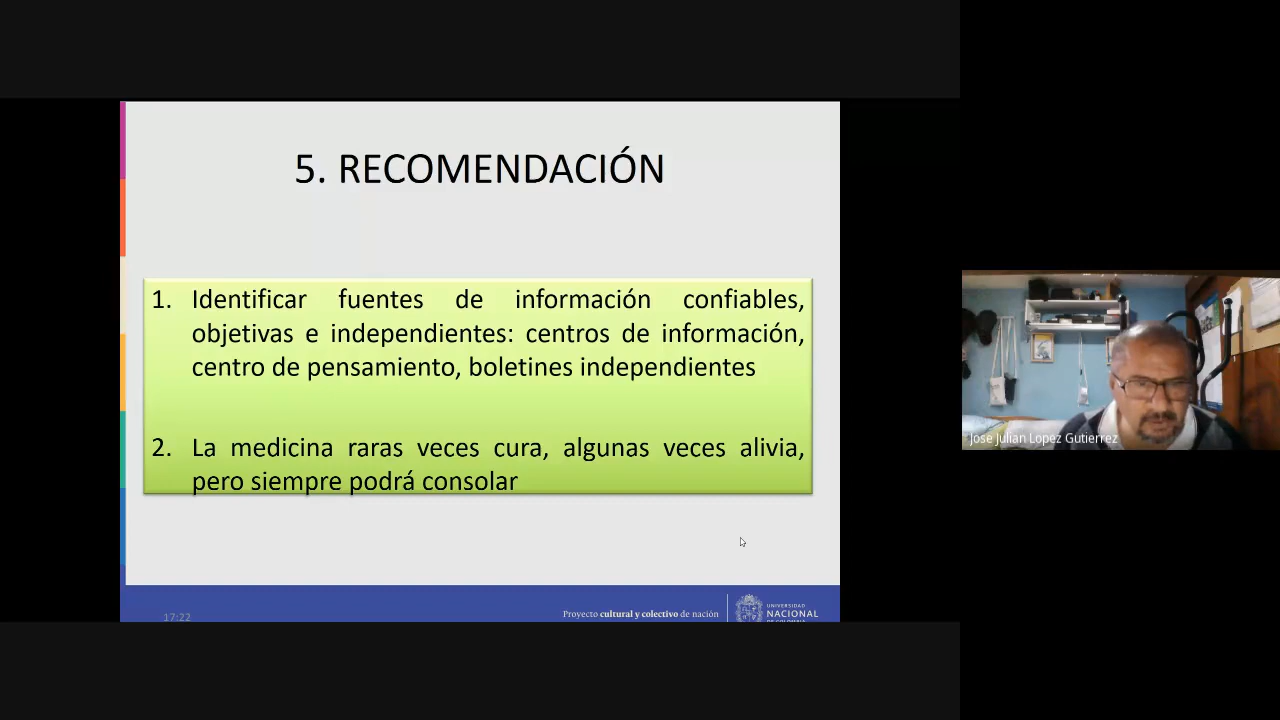 5. RECOMENDACIÓN
1. Identificar fuentes de información confiables,
objetivas e independientes: centros de información,
centro de pensamiento, boletines independientes
2. La medicina raras veces cura, algunas veces alivia,
pero siempre podrá consolar
Jose Julian Lopez Gutierrez
17:22
Proyecto cultural y colectivo de nación
UNIVERSIDAD
NACIONAL
DE COLOMBIA